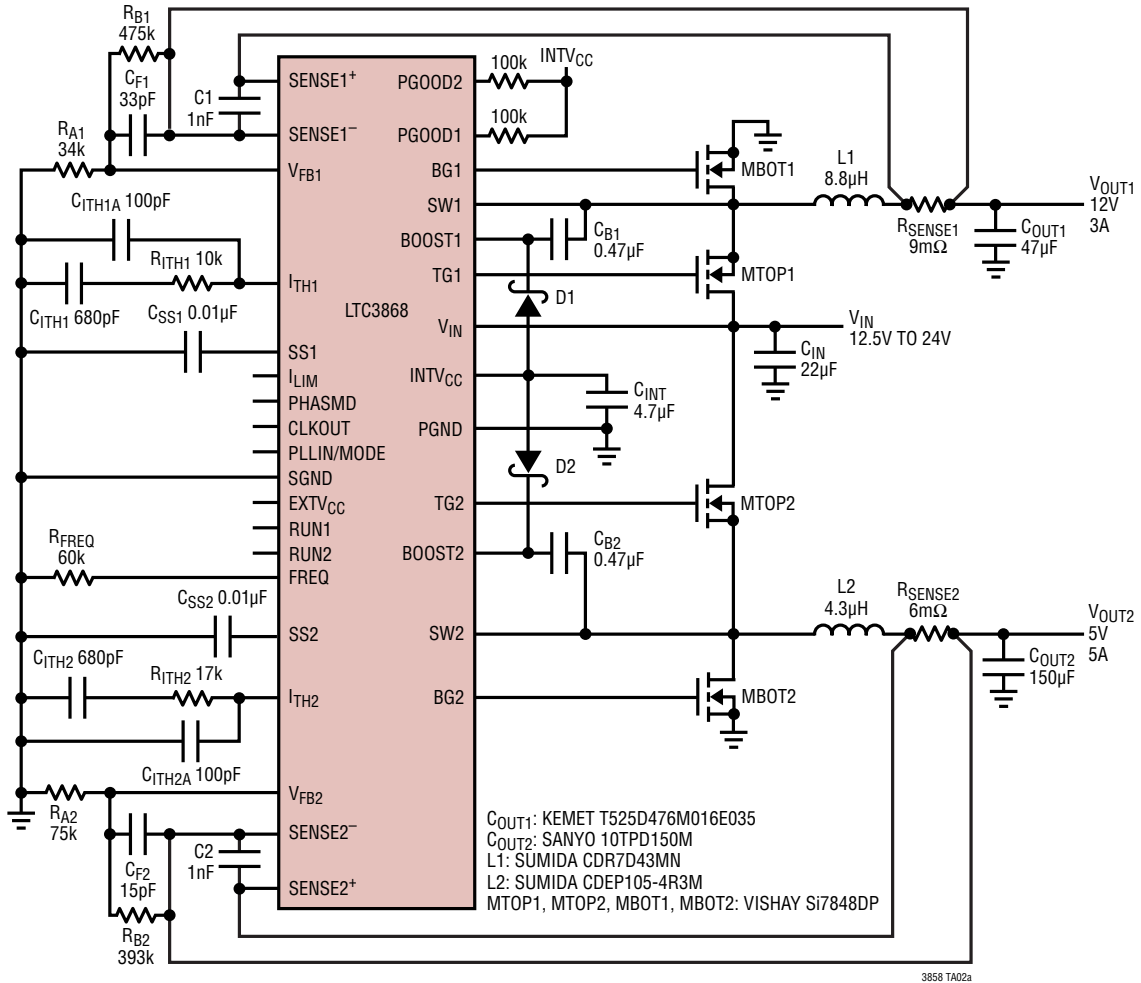 RB1
475k
CF1
33pF
RA1
34k
C1
1nF
CITH1A 100pF
RITH1 10k
CITH1 680pF
CSS1 0.01µF
RFREQ
60k
CSS2 0.01µF
CITH2 680pF
RITH2 17k
CITH2A 100pF
RA2
75k
CF2
15pF
RB2
393k
C2
1nF
SENSE1+
SENSE1–
VFB1
ITH1
SS1
ILIM
PHASMD
CLKOUT
PLLIN/MODE
SGND
EXTVCC
RUN1
RUN2
FREQ
SS2
ITH2
VFB2
SENSE2–
SENSE2+
LTC3868
PGOOD2
PGOOD1
BG1
SW1
BOOST1
TG1
VIN
INTVCC
PGND
TG2
BOOST2
SW2
BG2
100k
INTVCC
100k
MBOT1
L1
8.8µH
CB1
0.47µF
MTOP1
D1
RSENSE1
9mΩ
COUT1
47µF
VOUT1
12V
3A
VIN
12.5V TO 24V
CIN
22µF
CINT
4.7µF
D2
MTOP2
CB2
0.47µF
L2
4.3µH
RSENSE2
6mΩ
COUT2
150µF
VOUT2
5V
5A
MBOT2
COUT1: KEMET T525D476M016E035
COUT2: SANYO 10TPD150M
L1: SUMIDA CDR7D43MN
L2: SUMIDA CDEP105-4R3M
MTOP1, MTOP2, MBOT1, MBOT2: VISHAY Si7848DP
3858 TA02a